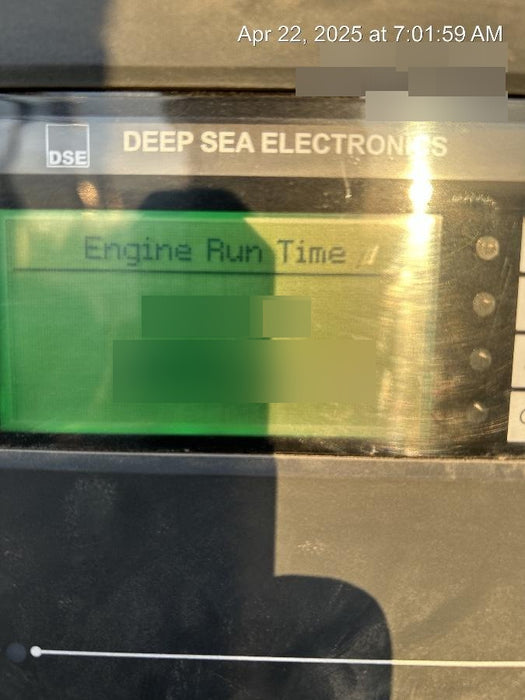 Apr 22, 2025 at 7:01:59 AM
DSE
DEEP SEA ELECTRONICS
Engine Run Time